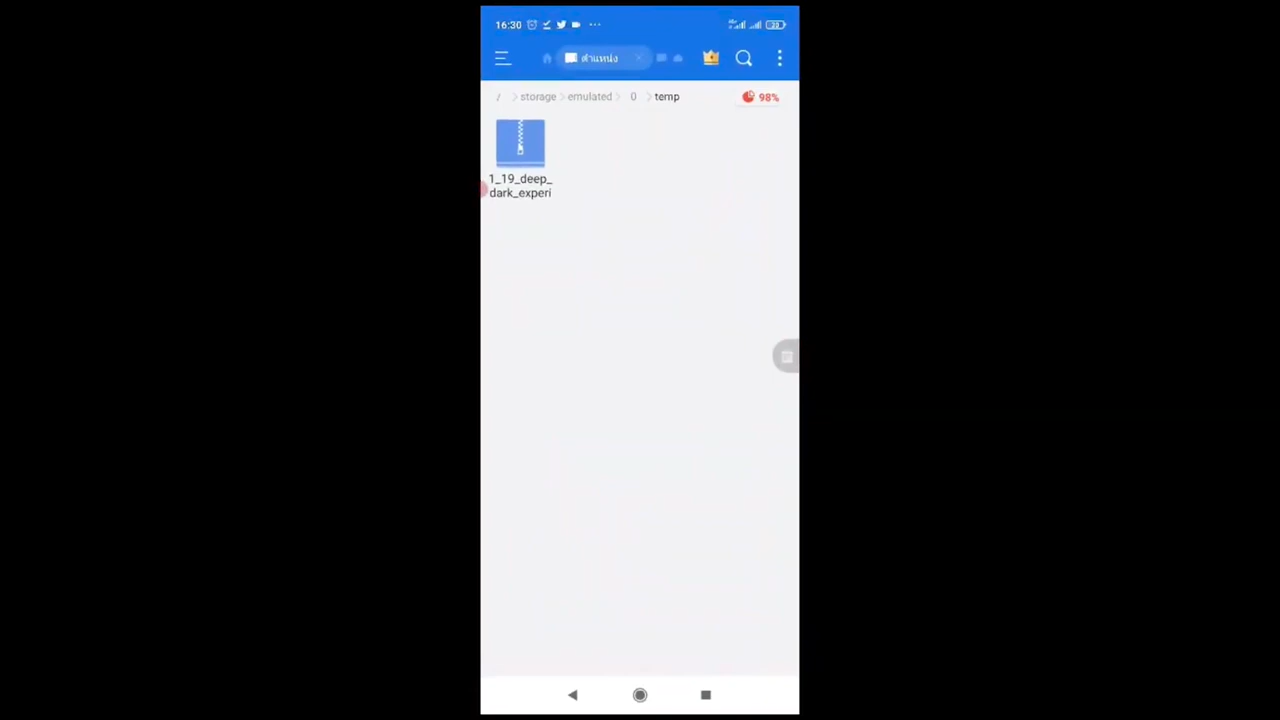 16:30
ตำแหน่ง
/ storage emulated 0 temp 98%
1_19_deep_
dark_experi